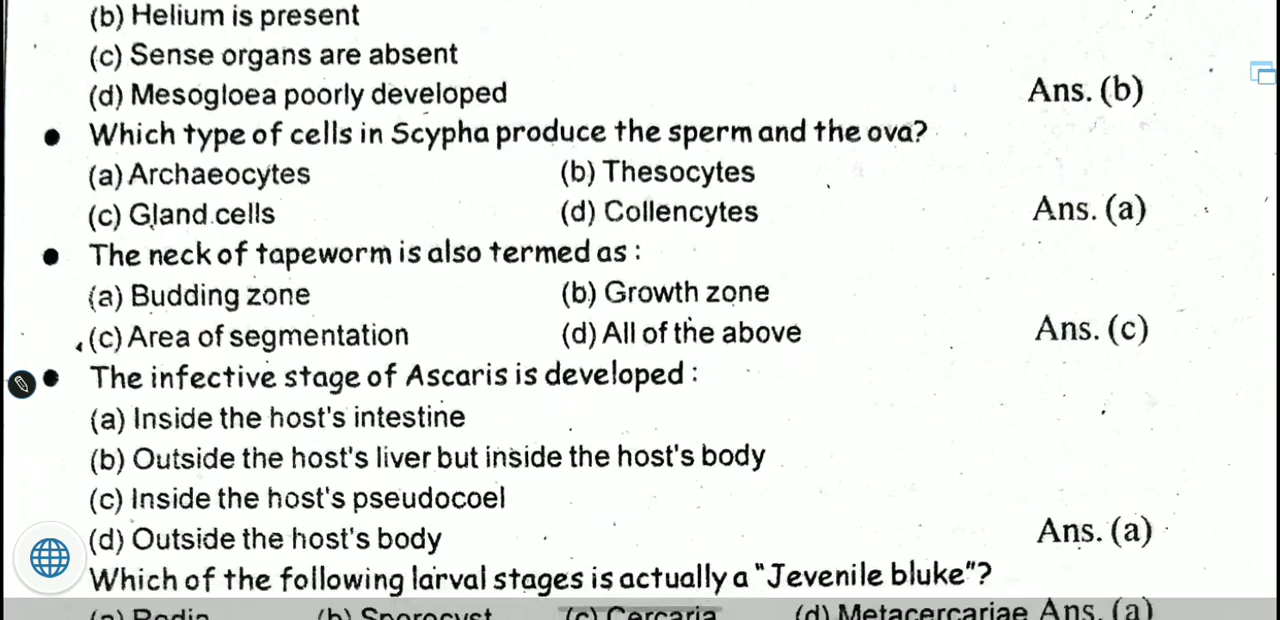 (b) Helium is present
(c) Sense organs are absent
(d) Mesogloea poorly developed Ans. (b)
● Which type of cells in Scypha produce the sperm and the ova?
(a) Archaeocytes (b) Thesocytes
(c) Gland cells (d) Collencytes Ans. (a)
● The neck of tapeworm is also termed as :
(a) Budding zone (b) Growth zone
(c) Area of segmentation (d) All of the above Ans. (c)
● The infective stage of Ascaris is developed :
(a) Inside the host's intestine
(b) Outside the host's liver but inside the host's body
(c) Inside the host's pseudocoel
(d) Outside the host's body Ans. (a)
Which of the following larval stages is actually a "Jevenile bluke"?
(a) Redia (b) Sporocyst (c) Cercaria (d) Metacercariae Ans. (a)